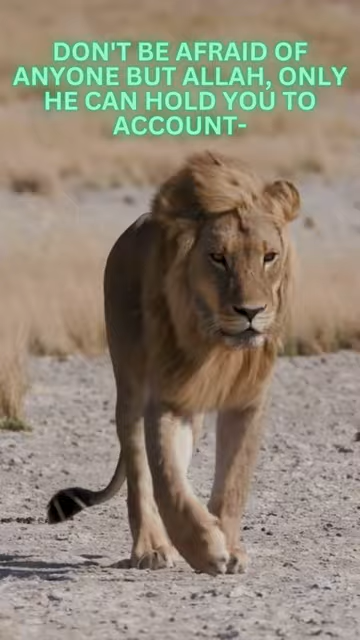 DON'T BE AFRAID OF
ANYONE BUT ALLAH, ONLY
HE CAN HOLD YOU TO
ACCOUNT-